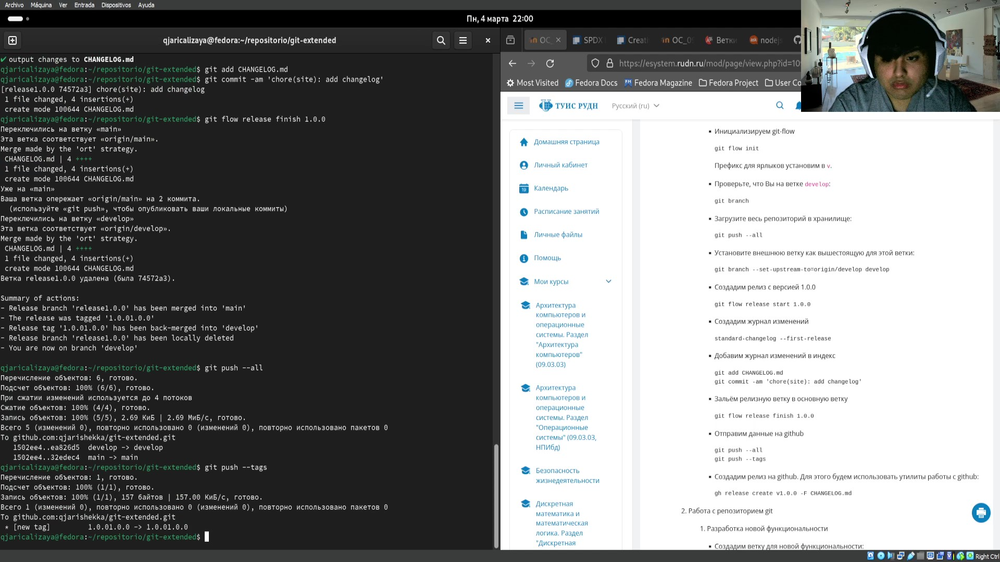 Archivo Máquina Ver Entrada Dispositivos Ayuda
Пн, 4 марта 22:00
qjaricalizaya@fedora:~/repositorio/git-extended
✔ output changes to CHANGELOG.md
qjaricalizaya@fedora:~/repositorio/git-extended$ git add CHANGELOG.md
qjaricalizaya@fedora:~/repositorio/git-extended$ git commit -am 'chore(site): add changelog'
[release1.0.0 74572a3] chore(site): add changelog
1 file changed, 4 insertions(+)
create mode 100644 CHANGELOG.md
qjaricalizaya@fedora:~/repositorio/git-extended$ git flow release finish 1.0.0
Переключились на ветку «main»
Эта ветка соответствует «origin/main».
Merge made by the 'ort' strategy.
CHANGELOG.md | 4 ++++
1 file changed, 4 insertions(+)
create mode 100644 CHANGELOG.md
Уже на «main»
Ваша ветка опережает «origin/main» на 2 коммита.
(используйте «git push», чтобы опубликовать ваши локальные коммиты)
Переключились на ветку «develop»
Эта ветка соответствует «origin/develop».
Merge made by the 'ort' strategy.
CHANGELOG.md | 4 ++++
1 file changed, 4 insertions(+)
create mode 100644 CHANGELOG.md
Ветка release1.0.0 удалена (была 74572a3).
Summary of actions:
- Release branch 'release1.0.0' has been merged into 'main'
- The release was tagged '1.0.01.0.0'
- Release tag '1.0.01.0.0' has been back-merged into 'develop'
- Release branch 'release1.0.0' has been locally deleted
- You are now on branch 'develop'
qjaricalizaya@fedora:~/repositorio/git-extended$ git push --all
Перечисление объектов: 6, готово.
Подсчет объектов: 100% (6/6), готово.
При сжатии изменений используется до 4 потоков
Сжатие объектов: 100% (4/4), готово.
Запись объектов: 100% (5/5), 2.69 КиБ | 2.69 МиБ/с, готово.
Всего 5 (изменений 0), повторно использовано 0 (изменений 0), повторно использовано пакетов 0
To github.com:qjarishekka/git-extended.git
1502ee4..ea826d5 develop -> develop
1502ee4..32edec4 main -> main
qjaricalizaya@fedora:~/repositorio/git-extended$ git push --tags
Перечисление объектов: 1, готово.
Подсчет объектов: 100% (1/1), готово.
Запись объектов: 100% (1/1), 157 байтов | 157.00 КиБ/с, готово.
Всего 1 (изменений 0), повторно использовано 0 (изменений 0), повторно использовано пакетов 0
To github.com:qjarishekka/git-extended.git
* [new tag] 1.0.01.0.0 -> 1.0.01.0.0
qjaricalizaya@fedora:~/repositorio/git-extended$
ОС_ SPDX Creati ОС_0 Ветки nodejs
https://esystem.rudn.ru/mod/page/view.php?id=10
Most Visited Fedora Docs Fedora Magazine Fedora Project User Co
ТУИС РУДН Русский (ru)
Домашняя страница
Личный кабинет
Календарь
Расписание занятий
Личные файлы
Помощь
Мои курсы
Архитектура
компьютеров и
операционные
системы. Раздел
"Архитектура
компьютеров"
(09.03.03)
Архитектура
компьютеров и
операционные
системы. Раздел
"Операционные
системы" (09.03.03,
НПИбд)
Безопасность
жизнедеятельности
Дискретная
математика и
математическая
логика. Раздел
"Дискретная
Инициализируем git-flow
git flow init
Префикс для ярлыков установим в v.
Проверьте, что Вы на ветке develop:
git branch
Загрузите весь репозиторий в хранилище:
git push --all
Установите внешнюю ветку как вышестоящую для этой ветки:
git branch --set-upstream-to=origin/develop develop
Создадим релиз с версией 1.0.0
git flow release start 1.0.0
Создадим журнал изменений
standard-changelog --first-release
Добавим журнал изменений в индекс
git add CHANGELOG.md
git commit -am 'chore(site): add changelog'
Зальём релизную ветку в основную ветку
git flow release finish 1.0.0
Отправим данные на github
git push --all
git push --tags
Создадим релиз на github. Для этого будем использовать утилиты работы с github:
gh release create v1.0.0 -F CHANGELOG.md
2. Работа с репозиторием git
1. Разработка новой функциональности
Создадим ветку для новой функциональности:
Right Ctrl